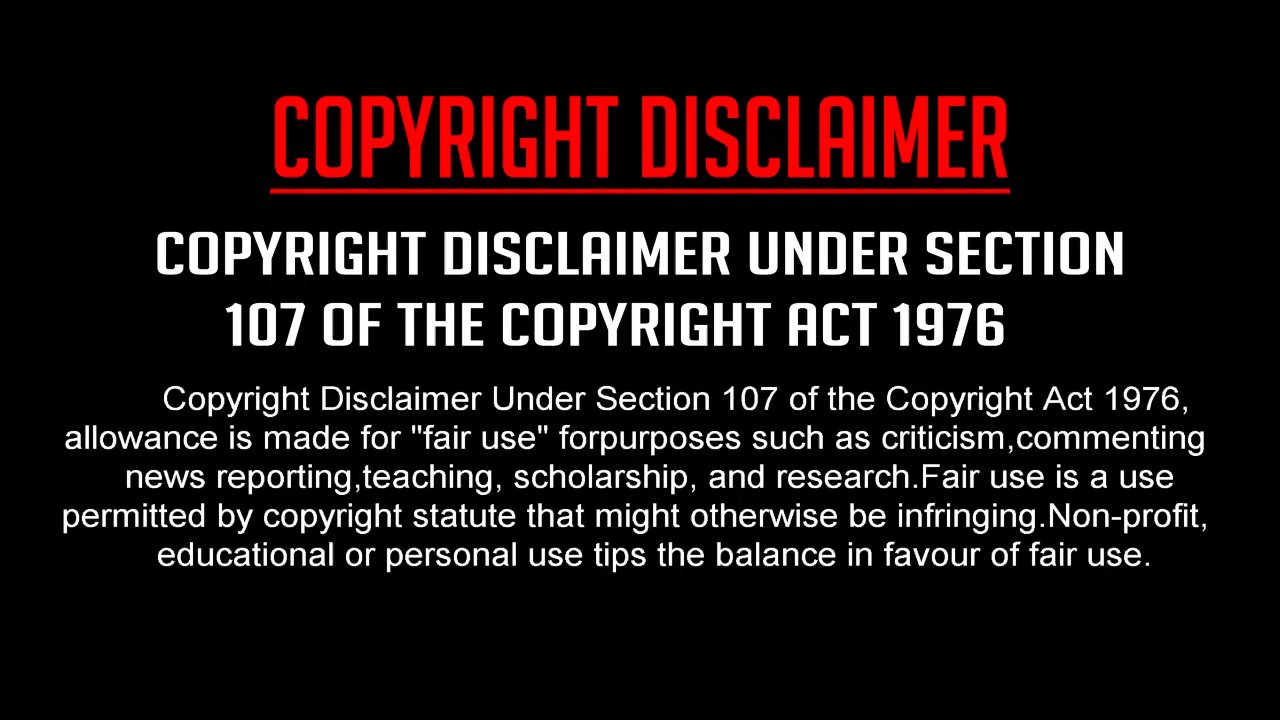 COPYRIGHT DISCLAIMER
COPYRIGHT DISCLAIMER UNDER SECTION
107 OF THE COPYRIGHT ACT 1976
Copyright Disclaimer Under Section 107 of the Copyright Act 1976,
allowance is made for "fair use" forpurposes such as criticism,commenting
news reporting,teaching, scholarship, and research.Fair use is a use
permitted by copyright statute that might otherwise be infringing.Non-profit,
educational or personal use tips the balance in favour of fair use.